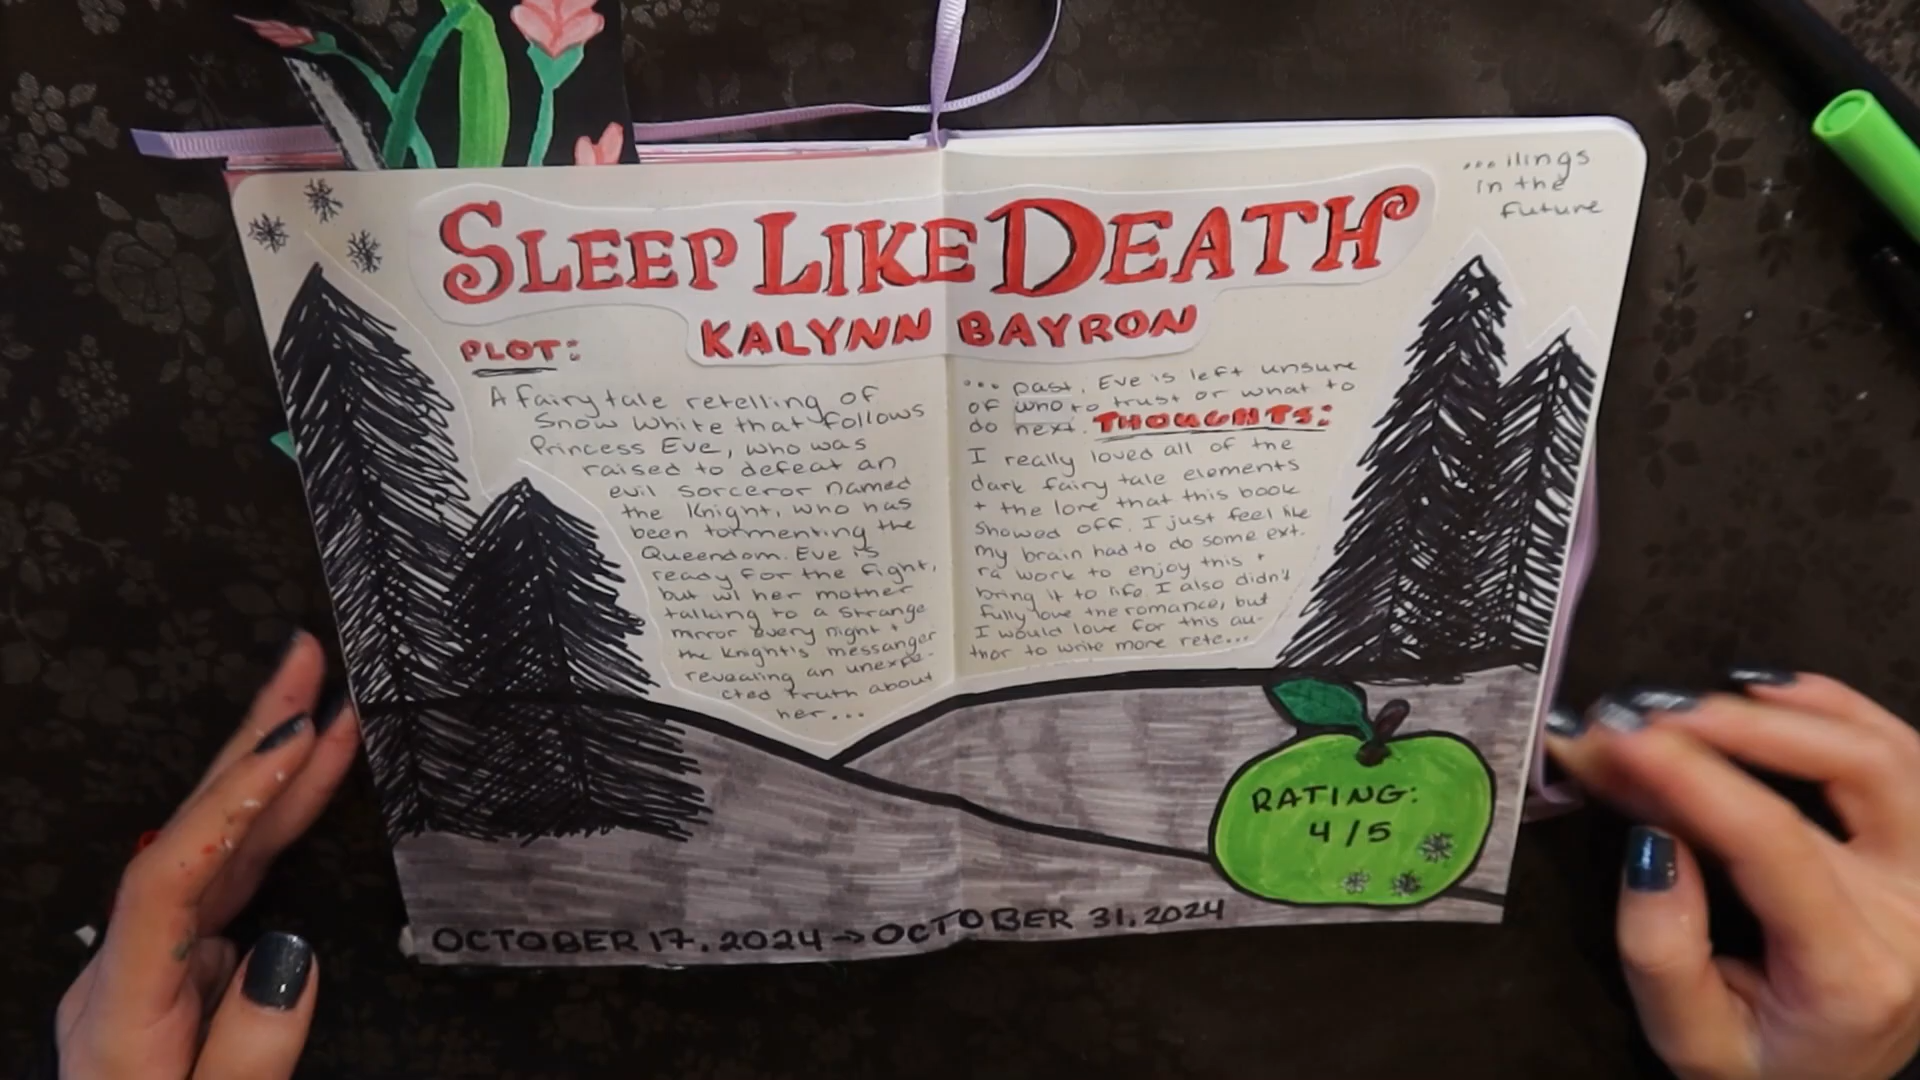 SLEEP LIKE DEATH
KALYNN BAYRON
PLOT:
A fairytale retelling of
Snow White that follows
Princess Eve, who was
raised to defeat an
evil sorceror named
the Knight, who has
been tormenting the
Queendom. Eve is
ready for the fight,
but w/ her mother
talking to a strange
mirror every night +
the Knight's messanger
revealing an unexpe-
cted truth about
her...
... past, Eve is left unsure
of who to trust or what to
do next.
THOUGHTS:
I really loved all of the
dark fairy tale elements
+ the lore that this book
showed off. I just feel like
my brain had to do some ext-
ra work to enjoy this +
bring it to life. I also didn't
fully love the romance, but
I would love for this au-
thor to write more rete...
...llings
in the
future
RATING:
4/5
OCTOBER 17, 2024 → OCTOBER 31, 2024